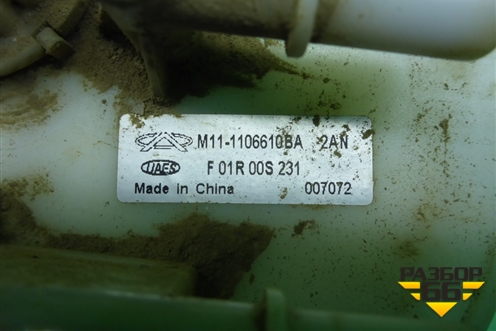 M11-1106610BA 2AN
UAES F 01R 00S 231
Made in China 007072
РАЗБОР
66